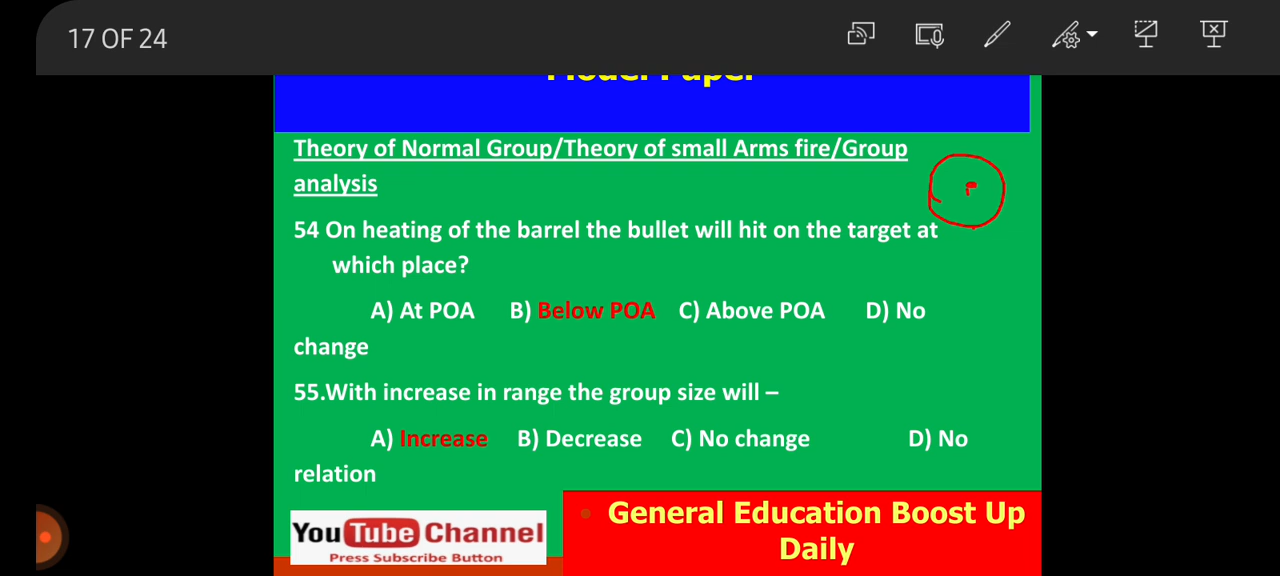 17 OF 24
Model Paper
Theory of Normal Group/Theory of small Arms fire/Group
analysis
54 On heating of the barrel the bullet will hit on the target at
which place?
A) At POA B) Below POA C) Above POA D) No
change
55.With increase in range the group size will –
A) Increase B) Decrease C) No change D) No
relation
YouTube Channel
Press Subscribe Button
• General Education Boost Up
Daily